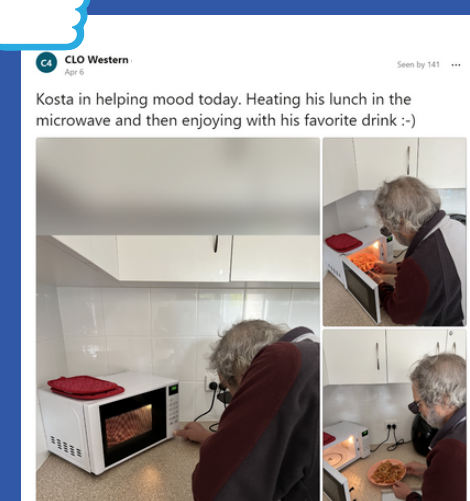 C4
CLO Western
Apr 6
Seen by 141
Kosta in helping mood today. Heating his lunch in the
microwave and then enjoying with his favorite drink :-)